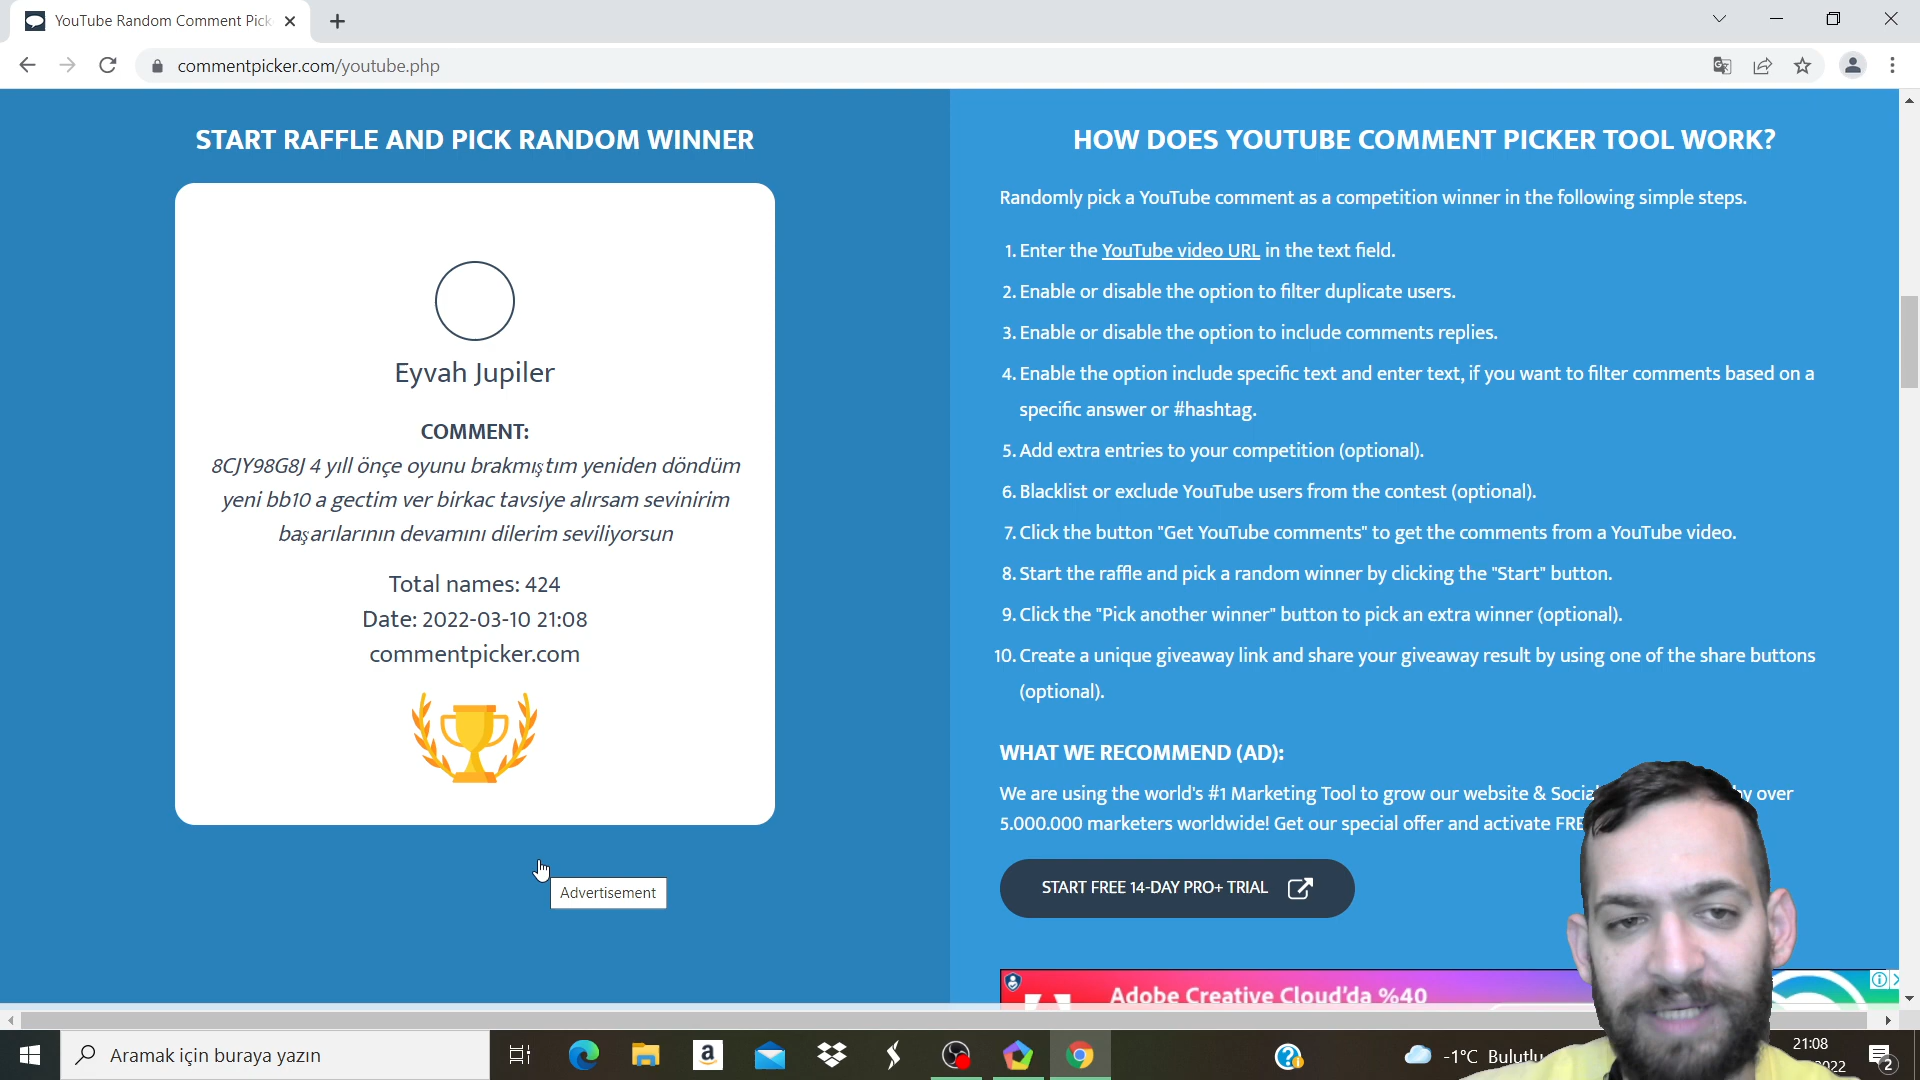 YouTube Random Comment Pick
commentpicker.com/youtube.php
START RAFFLE AND PICK RANDOM WINNER
Eyvah Jupiler
COMMENT:
8CJY98G8J 4 yıll önçe oyunu brakmıştım yeniden döndüm
yeni bb10 a gectim ver birkac tavsiye alırsam sevinirim
başarılarının devamını dilerim seviliyorsun
Total names: 424
Date: 2022-03-10 21:08
commentpicker.com
Advertisement
HOW DOES YOUTUBE COMMENT PICKER TOOL WORK?
Randomly pick a YouTube comment as a competition winner in the following simple steps.
1. Enter the YouTube video URL in the text field.
2. Enable or disable the option to filter duplicate users.
3. Enable or disable the option to include comments replies.
4. Enable the option include specific text and enter text, if you want to filter comments based on a
specific answer or #hashtag.
5. Add extra entries to your competition (optional).
6. Blacklist or exclude YouTube users from the contest (optional).
7. Click the button "Get YouTube comments" to get the comments from a YouTube video.
8. Start the raffle and pick a random winner by clicking the "Start" button.
9. Click the "Pick another winner" button to pick an extra winner (optional).
10. Create a unique giveaway link and share your giveaway result by using one of the share buttons
(optional).
WHAT WE RECOMMEND (AD):
We are using the world's #1 Marketing Tool to grow our website & by over
5.000.000 marketers worldwide! Get our special offer and activate
START FREE 14-DAY PRO+ TRIAL
Adobe Creative Cloud'da %40
Aramak için buraya yazın
-1°C Bulutlu
21:08
2